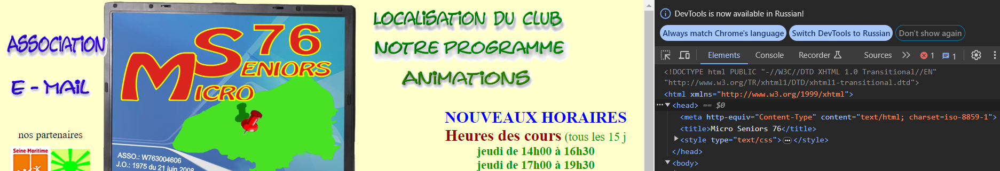 ASSOCIATION
E - MAIL
nos partenaires
Seine-Maritime
76
MICRO SENIORS
ASSO.: W763004606
J.O.: 1975 du 21 juin 2008
LOCALISATION DU CLUB
NOTRE PROGRAMME
ANIMATIONS
NOUVEAUX HORAIRES
Heures des cours (tous les 15 j
jeudi de 14h00 à 16h30
jeudi de 17h00 à 19h30
DevTools is now available in Russian!
Always match Chrome's language Switch DevTools to Russian Don't show again
Elements Console Recorder Sources 1 1
<!DOCTYPE html PUBLIC "-//W3C//DTD XHTML 1.0 Transitional//EN"
"http://www.w3.org/TR/xhtml1/DTD/xhtml1-transitional.dtd">
<html xmlns="http://www.w3.org/1999/xhtml">
<head> == $0
<meta http-equiv="Content-Type" content="text/html; charset=iso-8859-1">
<title>Micro Seniors 76</title>
<style type="text/css">…</style>
</head>
<body>